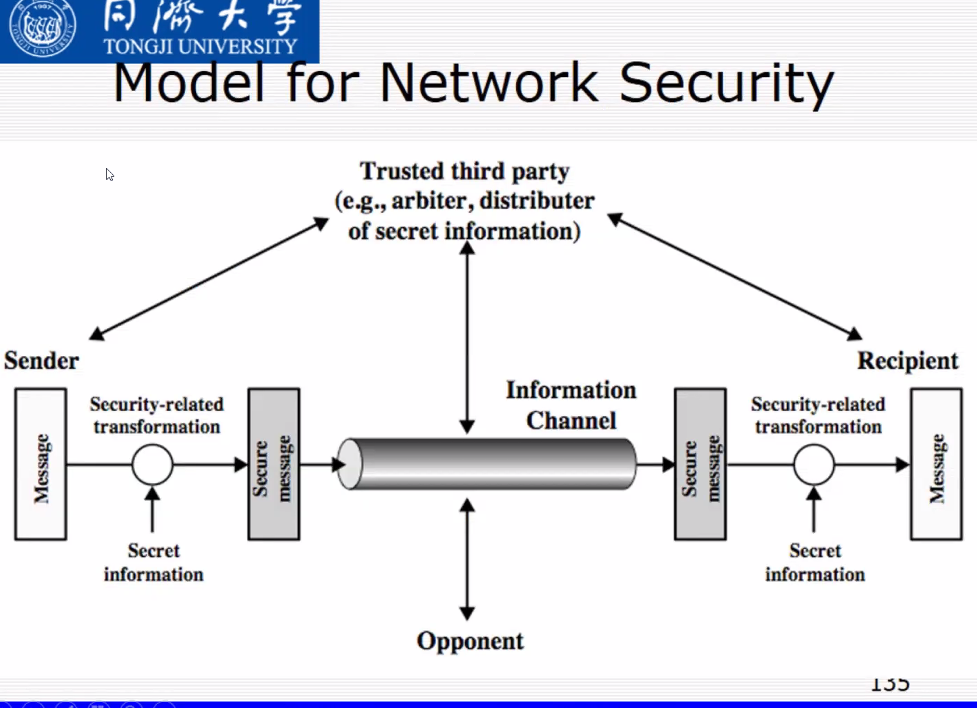 同濟大学
TONGJI UNIVERSITY
Model for Network Security
Trusted third party
(e.g., arbiter, distributer
of secret information)
Sender
Recipient
Message
Security-related
transformation
Secret
information
Secure
message
Information
Channel
Opponent
Secure
message
Security-related
transformation
Secret
information
Message
135